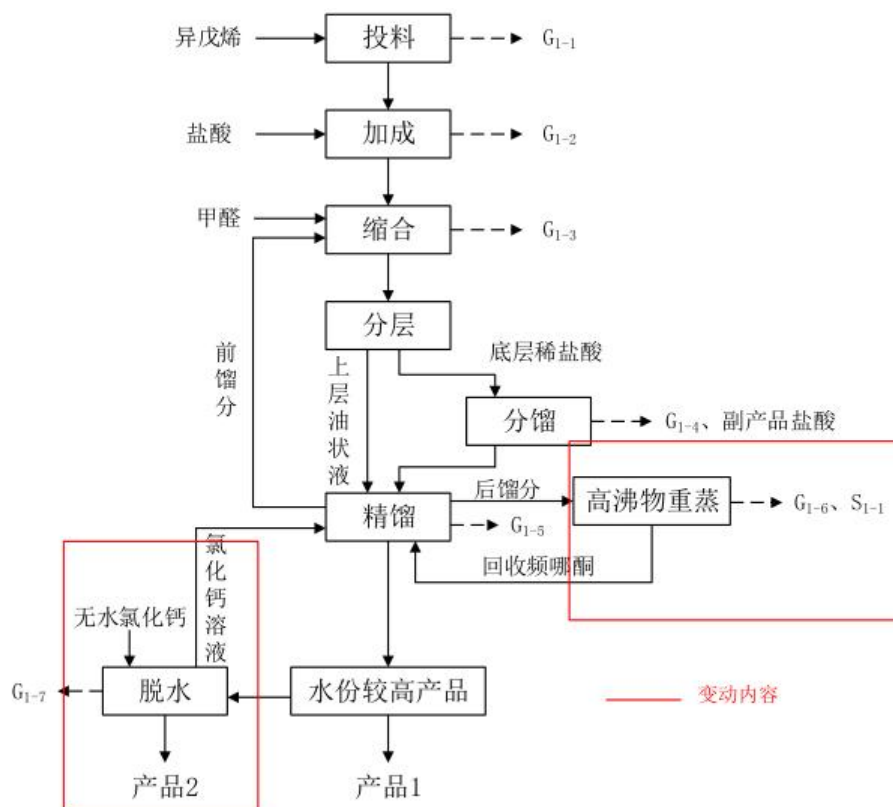 异戊烯
投料
G1-1
盐酸
加成
G1-2
甲醛
缩合
G1-3
分层
前馏分
上层油状液
底层稀盐酸
分馏
G1-4、副产品盐酸
精馏
后馏分
高沸物重蒸
G1-6、S1-1
G1-5
回收频哪酮
氯化钙溶液
无水氯化钙
G1-7
脱水
水份较高产品
变动内容
产品2
产品1